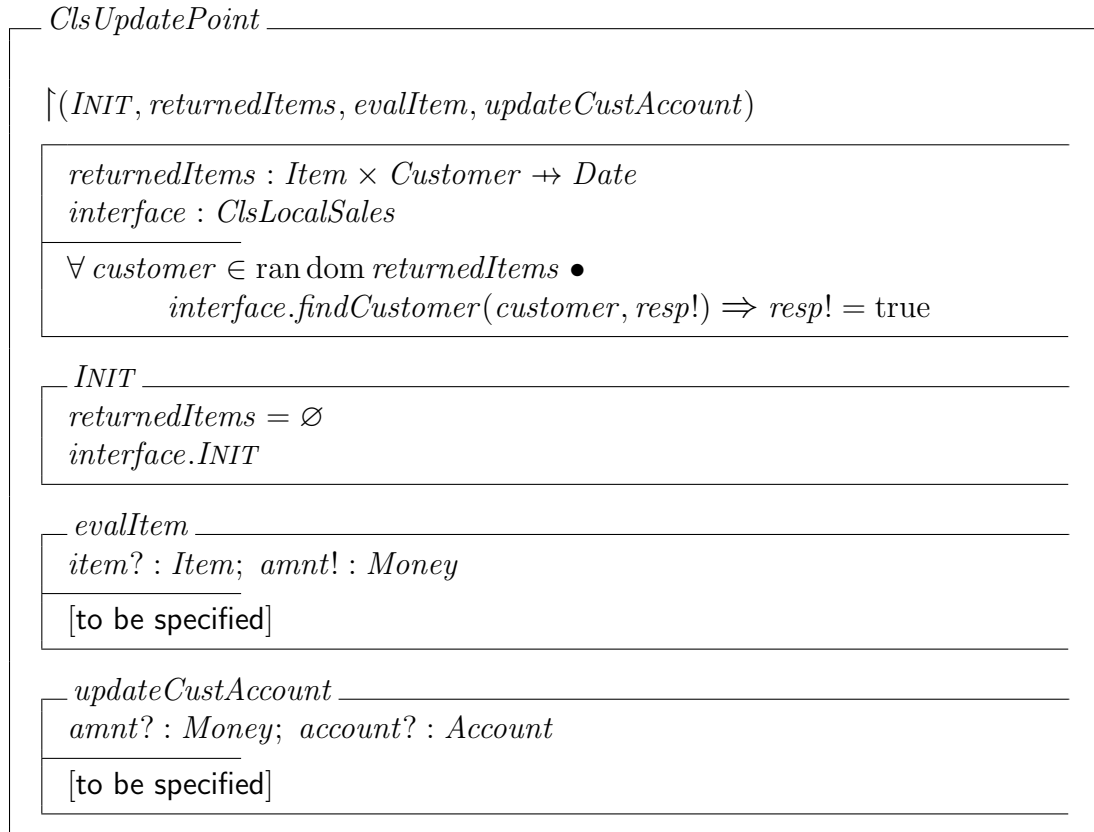 ClsUpdatePoint
↾(INIT, returnedItems, evalItem, updateCustAccount)
returnedItems : Item × Customer ⇸ Date
interface : ClsLocalSales
∀ customer ∈ ran dom returnedItems •
interface.findCustomer(customer, resp!) ⟹ resp! = true
INIT
returnedItems = ∅
interface.INIT
evalItem
item? : Item; amnt! : Money
[to be specified]
updateCustAccount
amnt? : Money; account? : Account
[to be specified]